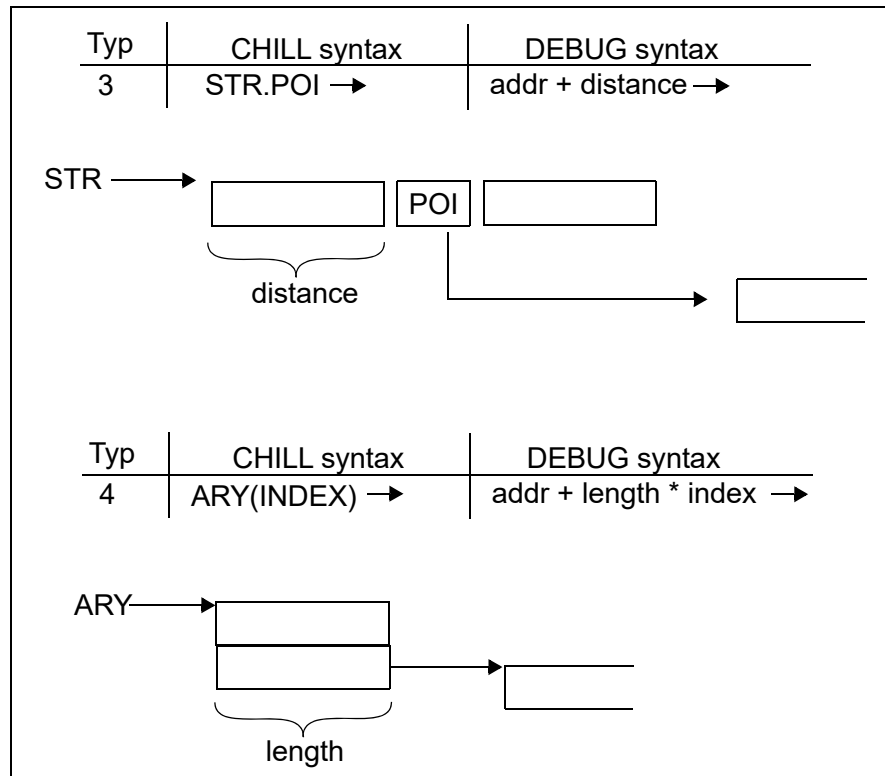 Typ CHILL syntax DEBUG syntax
3 STR.POI → addr + distance →
STR
POI
distance
Typ CHILL syntax DEBUG syntax
4 ARY(INDEX) → addr + length * index →
ARY
length